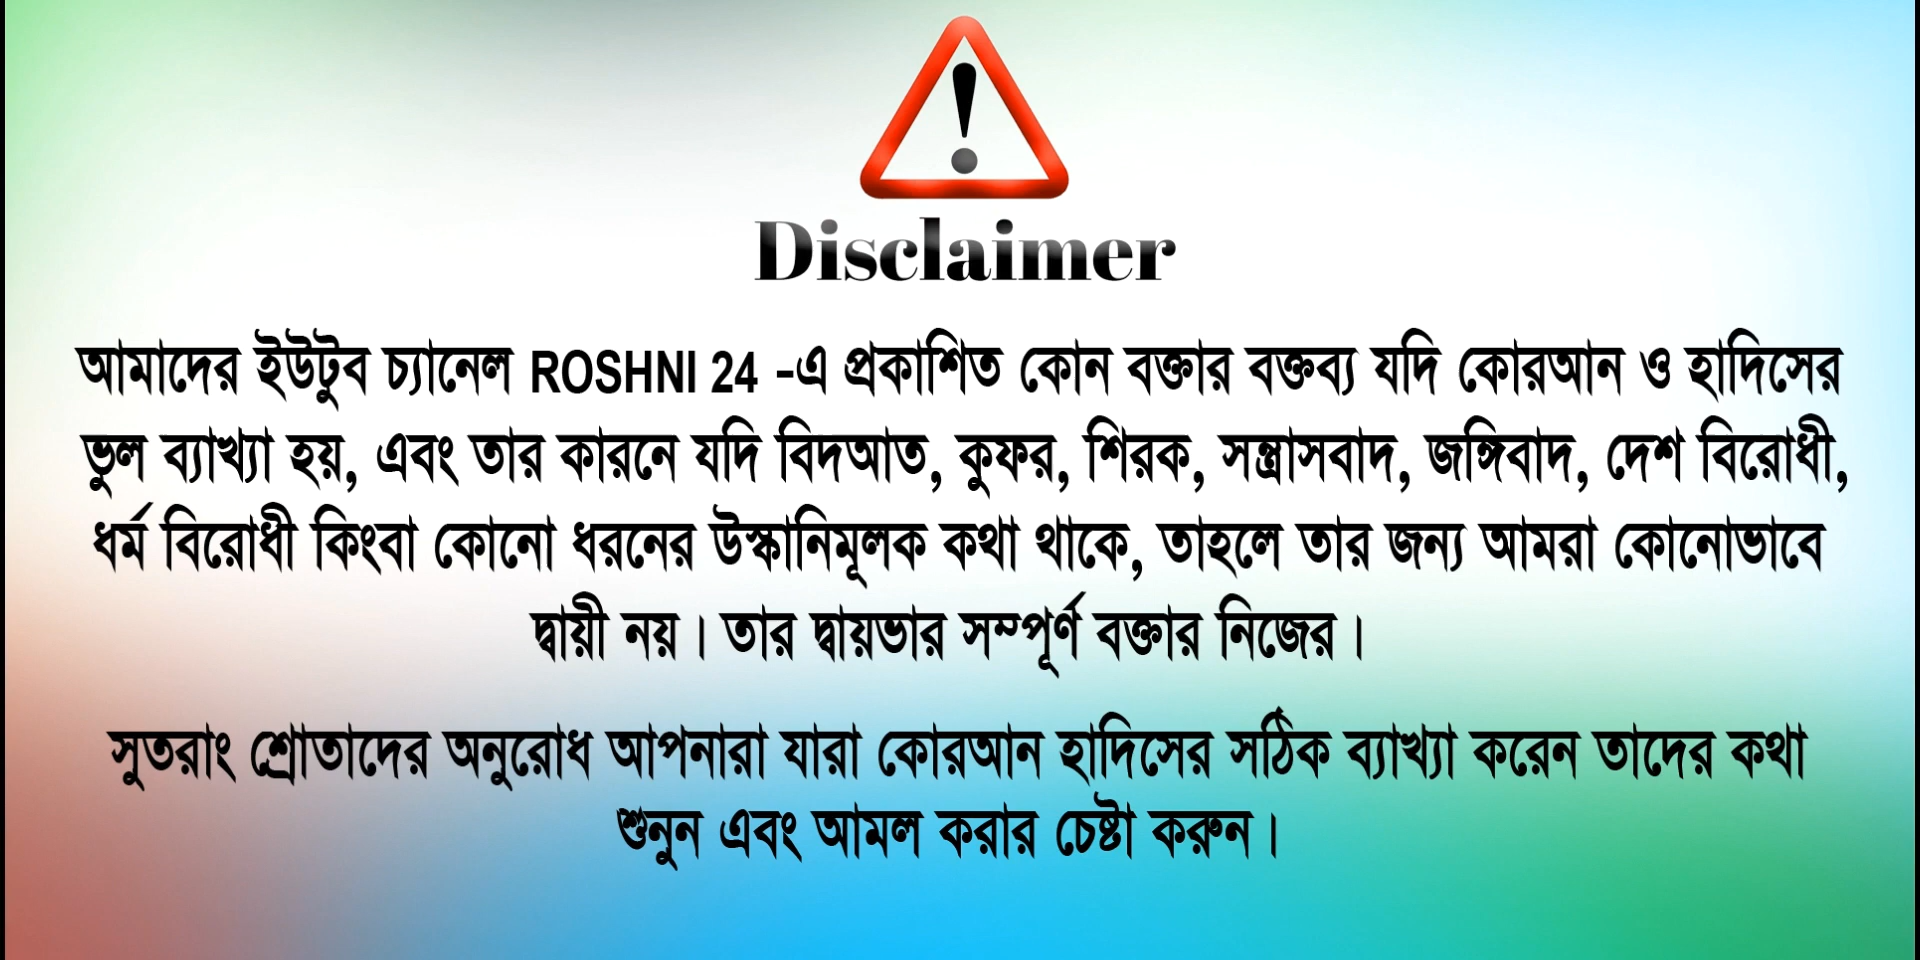 Disclaimer
আমাদের ইউটুব চ্যানেল ROSHNI 24 -এ প্রকাশিত কোন বক্তার বক্তব্য যদি কোরআন ও হাদিসের
ভুল ব্যাখ্যা হয়, এবং তার কারনে যদি বিদআত, কুফর, শিরক, সন্ত্রাসবাদ, জঙ্গিবাদ, দেশ বিরোধী,
ধর্ম বিরোধী কিংবা কোনো ধরনের উস্কানিমূলক কথা থাকে, তাহলে তার জন্য আমরা কোনোভাবে
দ্বায়ী নয়। তার দ্বায়ভার সম্পূর্ণ বক্তার নিজের।
সুতরাং শ্রোতাদের অনুরোধ আপনারা যারা কোরআন হাদিসের সঠিক ব্যাখ্যা করেন তাদের কথা
শুনুন এবং আমল করার চেষ্টা করুন।